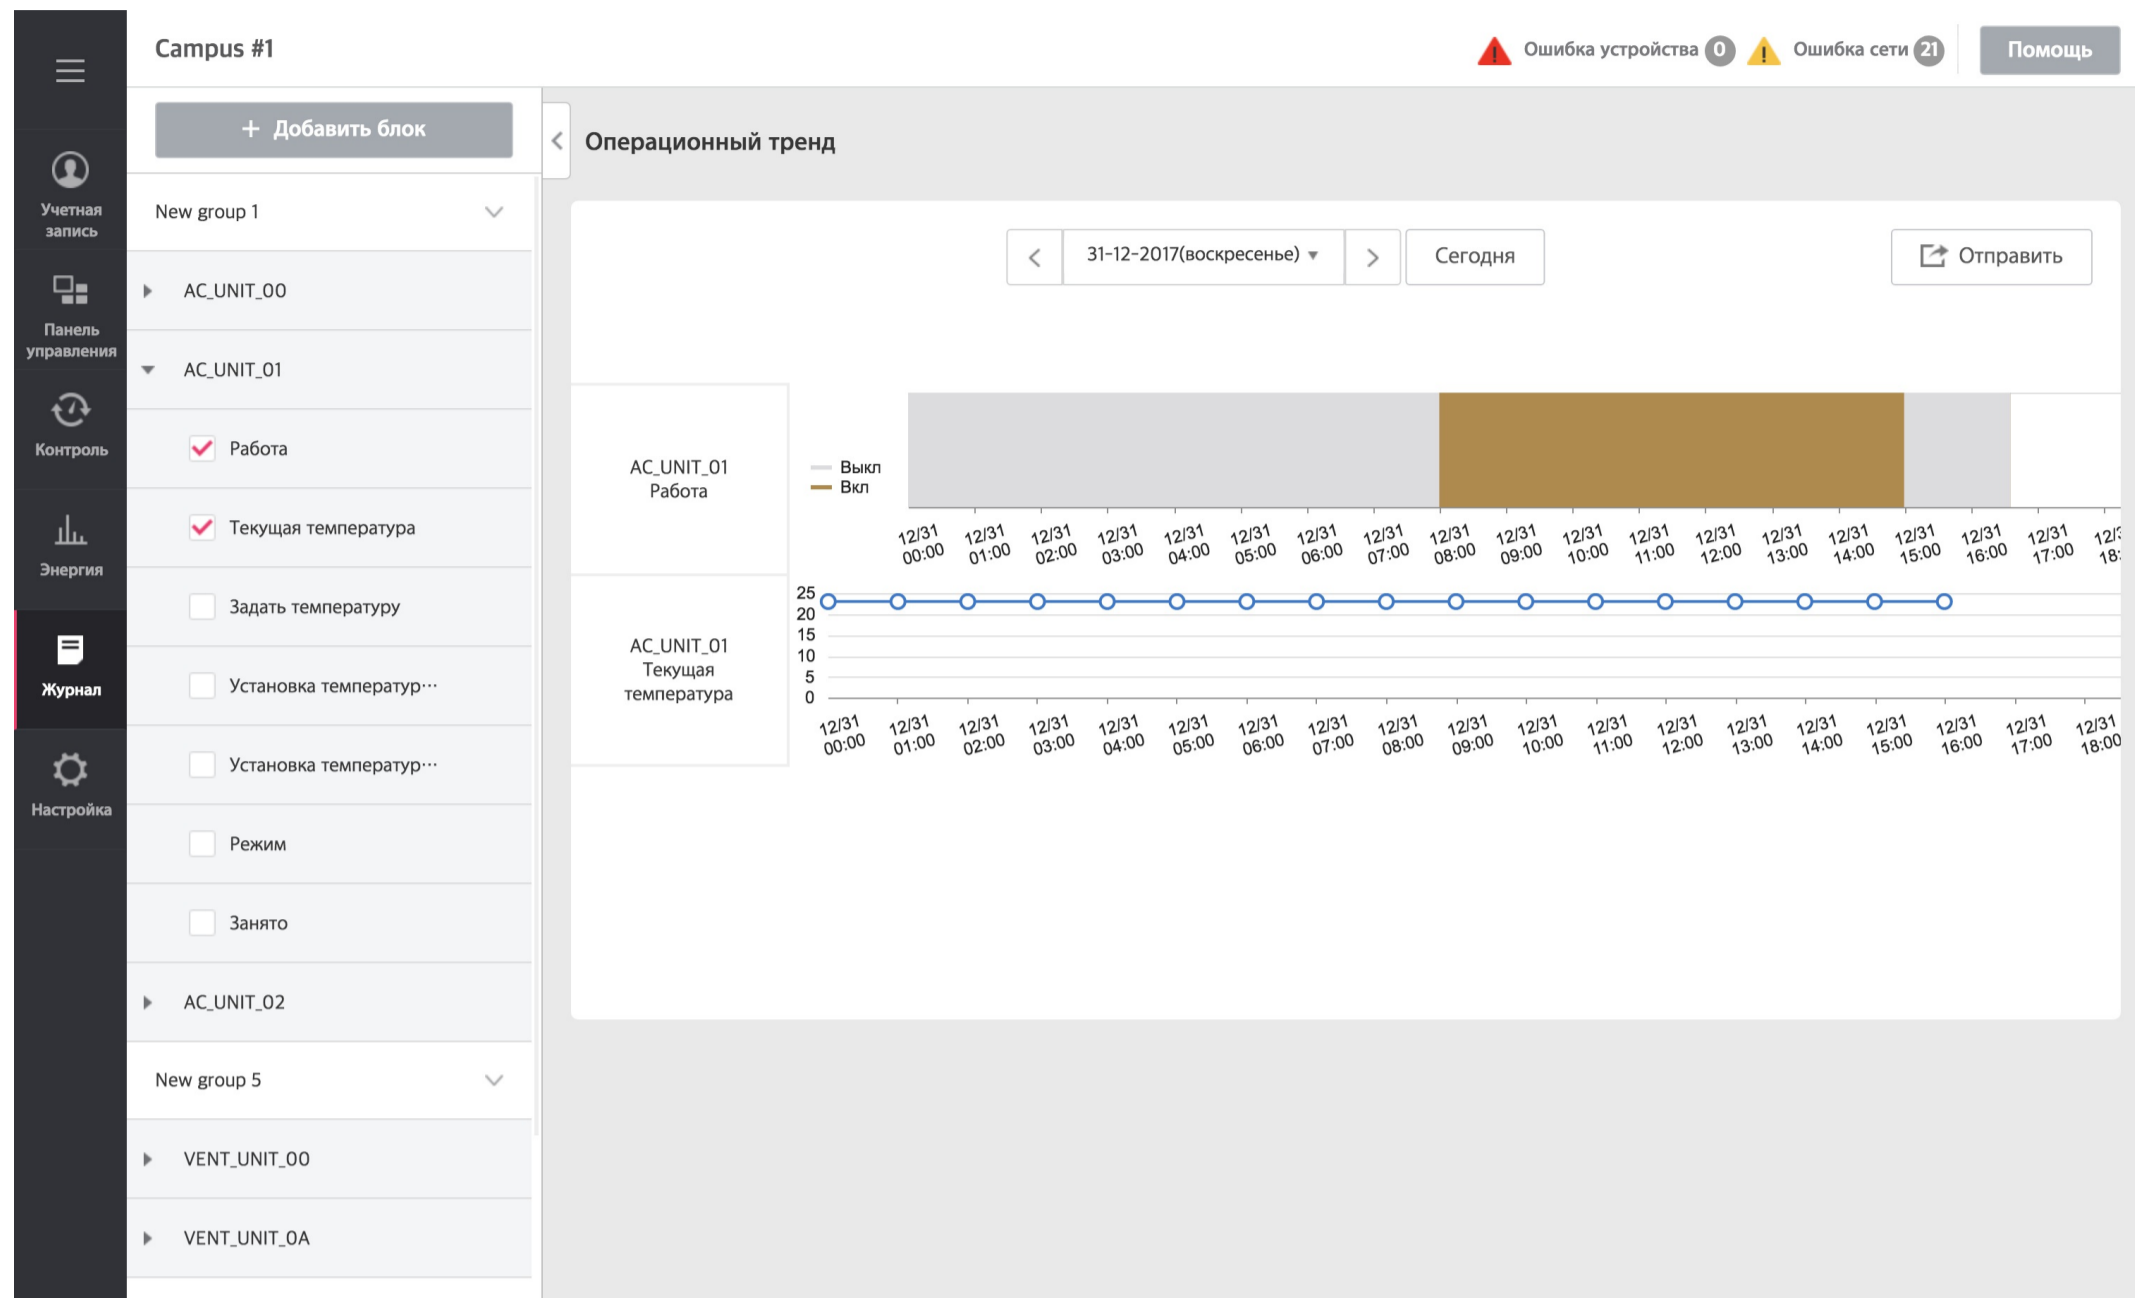 Campus #1
Ошибка устройства 0
Ошибка сети 21
Помощь
Учетная
запись
Панель
управления
Контроль
Энергия
Журнал
Настройка
+ Добавить блок
New group 1
AC_UNIT_00
AC_UNIT_01
Работа
Текущая температура
Задать температуру
Установка температур···
Установка температур···
Режим
Занято
AC_UNIT_02
New group 5
VENT_UNIT_00
VENT_UNIT_0A
Операционный тренд
31-12-2017(воскресенье)
Сегодня
Отправить
AC_UNIT_01
Работа
Выкл
Вкл
12/31 12/31 12/31 12/31 12/31 12/31 12/31 12/31 12/31 12/31 12/31 12/31 12/31 12/31 12/31 12/31 12/31 12/31
00:00 01:00 02:00 03:00 04:00 05:00 06:00 07:00 08:00 09:00 10:00 11:00 12:00 13:00 14:00 15:00 16:00 17:00 18:
AC_UNIT_01
Текущая
температура
25
20
15
10
5
0
12/31 12/31 12/31 12/31 12/31 12/31 12/31 12/31 12/31 12/31 12/31 12/31 12/31 12/31 12/31 12/31 12/31 12/31 12/31
00:00 01:00 02:00 03:00 04:00 05:00 06:00 07:00 08:00 09:00 10:00 11:00 12:00 13:00 14:00 15:00 16:00 17:00 18:00